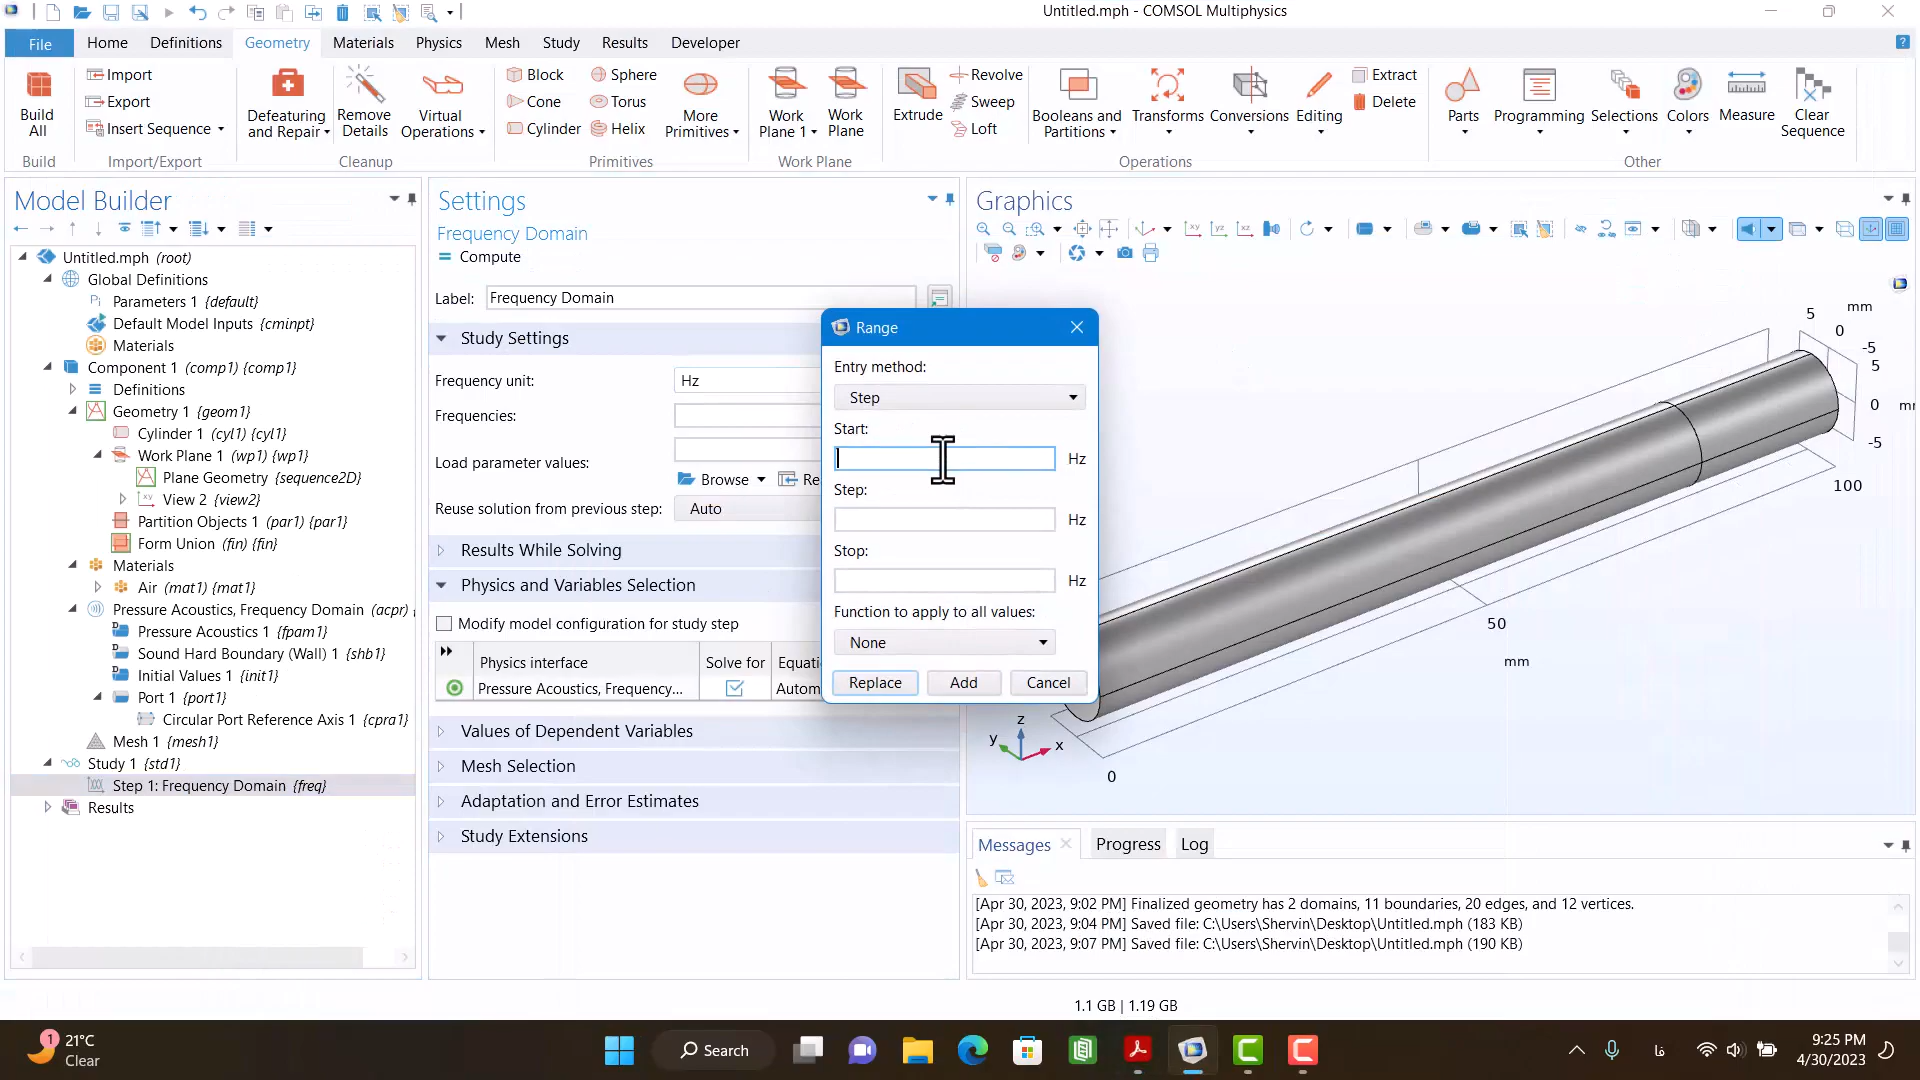 Untitled.mph - COMSOL Multiphysics
File Home Definitions Geometry Materials Physics Mesh Study Results Developer
Build All
Build
Import
Export
Insert Sequence
Import/Export
Defeaturing and Repair
Remove Details
Virtual Operations
Cleanup
Block
Cone
Cylinder
Sphere
Torus
Helix
More Primitives
Primitives
Work Plane 1
Work Plane
Work Plane
Extrude
Revolve
Sweep
Loft
Booleans and Partitions
Transforms
Conversions
Editing
Extract
Delete
Operations
Parts
Programming
Selections
Colors
Measure
Clear Sequence
Other
Model Builder
Untitled.mph (root)
Global Definitions
Pi Parameters 1 {default}
Default Model Inputs {cminpt}
Materials
Component 1 (comp1) {comp1}
Definitions
Geometry 1 {geom1}
Cylinder 1 (cyl1) {cyl1}
Work Plane 1 (wp1) {wp1}
Plane Geometry {sequence2D}
View 2 {view2}
Partition Objects 1 (par1) {par1}
Form Union (fin) {fin}
Materials
Air (mat1) {mat1}
Pressure Acoustics, Frequency Domain (acpr)
Pressure Acoustics 1 {fpam1}
Sound Hard Boundary (Wall) 1 {shb1}
Initial Values 1 {init1}
Port 1 {port1}
Circular Port Reference Axis 1 {cpra1}
Mesh 1 {mesh1}
Study 1 {std1}
Step 1: Frequency Domain {freq}
Results
Settings
Frequency Domain
= Compute
Label: Frequency Domain
Study Settings
Frequency unit: Hz
Frequencies:
Load parameter values:
Browse Re
Reuse solution from previous step: Auto
Results While Solving
Physics and Variables Selection
Modify model configuration for study step
Physics interface Solve for Equati
Pressure Acoustics, Frequency... Autom
Values of Dependent Variables
Mesh Selection
Adaptation and Error Estimates
Study Extensions
Range
Entry method:
Step
Start:
Hz
Step:
Hz
Stop:
Hz
Function to apply to all values:
None
Replace Add Cancel
Graphics
5 mm
0
-5
5
0 m
-5
100
50
mm
0
z
y x
Messages Progress Log
[Apr 30, 2023, 9:02 PM] Finalized geometry has 2 domains, 11 boundaries, 20 edges, and 12 vertices.
[Apr 30, 2023, 9:04 PM] Saved file: C:\Users\Shervin\Desktop\Untitled.mph (183 KB)
[Apr 30, 2023, 9:07 PM] Saved file: C:\Users\Shervin\Desktop\Untitled.mph (190 KB)
1.1 GB | 1.19 GB
1
21°C
Clear
Search
فا
9:25 PM
4/30/2023